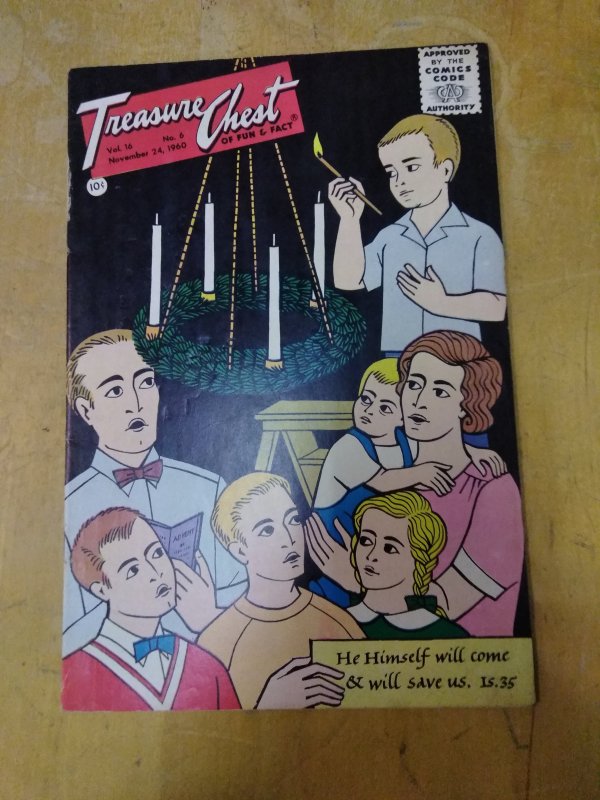 APPROVED
BY THE
COMICS
CODE
AUTHORITY
Treasure Chest
OF FUN & FACT®
Vol. 16 No. 6
November 24, 1960
10¢
ADVENT
He Himself will come
& will save us. Is.35